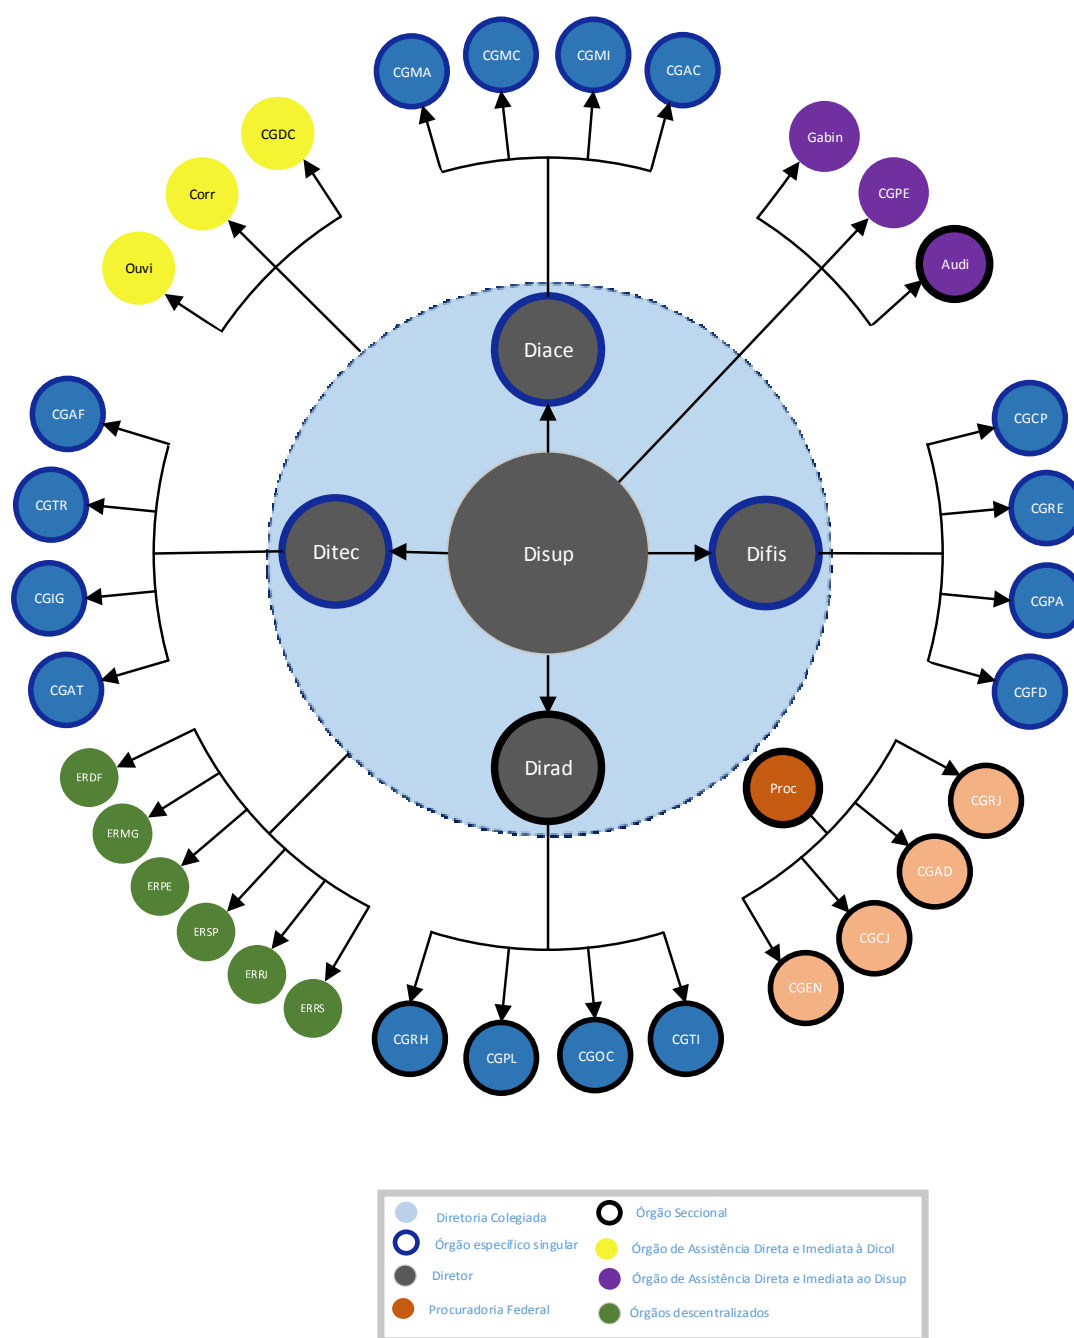 CGMA
CGMC
CGMI
CGAC
CGDC
Corr
Ouvi
Gabin
CGPE
Audi
Diace
Ditec
Disup
Difis
Dirad
CGAF
CGTR
CGIG
CGAT
CGCP
CGRE
CGPA
CGFD
ERDF
ERMG
ERPE
ERSP
ERRJ
ERRS
Proc
CGRJ
CGAD
CGCJ
CGEN
CGRH
CGPL
CGOC
CGTI
Diretoria Colegiada
Órgão Seccional
Órgão específico singular
Órgão de Assistência Direta e Imediata à Dicol
Diretor
Órgão de Assistência Direta e Imediata ao Disup
Procuradoria Federal
Órgãos descentralizados